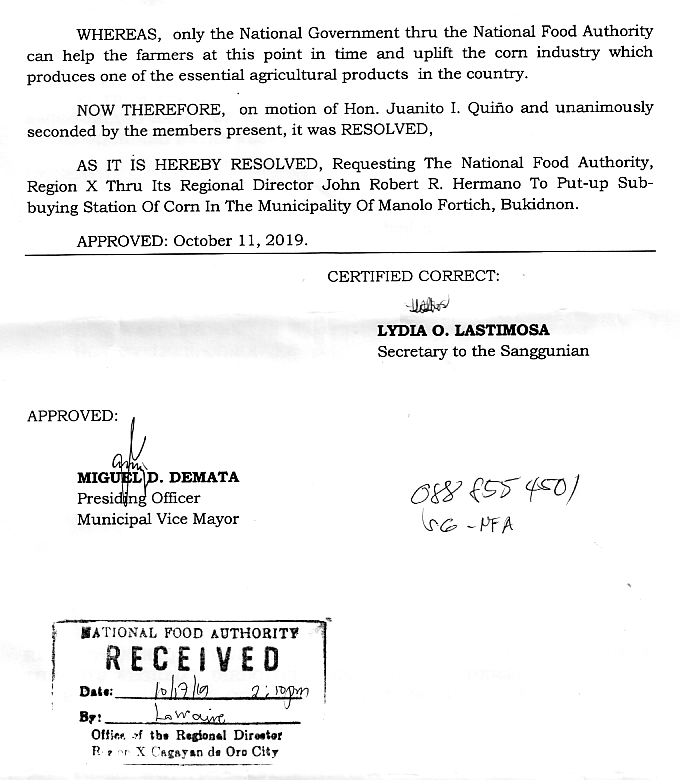 WHEREAS, only the National Government thru the National Food Authority
can help the farmers at this point in time and uplift the corn industry which
produces one of the essential agricultural products in the country.
NOW THEREFORE, on motion of Hon. Juanito I. Quiño and unanimously
seconded by the members present, it was RESOLVED,
AS IT IS HEREBY RESOLVED, Requesting The National Food Authority,
Region X Thru Its Regional Director John Robert R. Hermano To Put-up Sub-
buying Station Of Corn In The Municipality Of Manolo Fortich, Bukidnon.
APPROVED: October 11, 2019.
CERTIFIED CORRECT:
LYDIA O. LASTIMOSA
Secretary to the Sanggunian
APPROVED:
MIGUEL D. DEMATA
Presiding Officer
Municipal Vice Mayor
088 855 4501
-NFA
NATIONAL FOOD AUTHORITY
RECEIVED
Date: 10/17/19 2:10pm
By: Lorraine
Office of the Regional Director
Region X Cagayan de Oro City